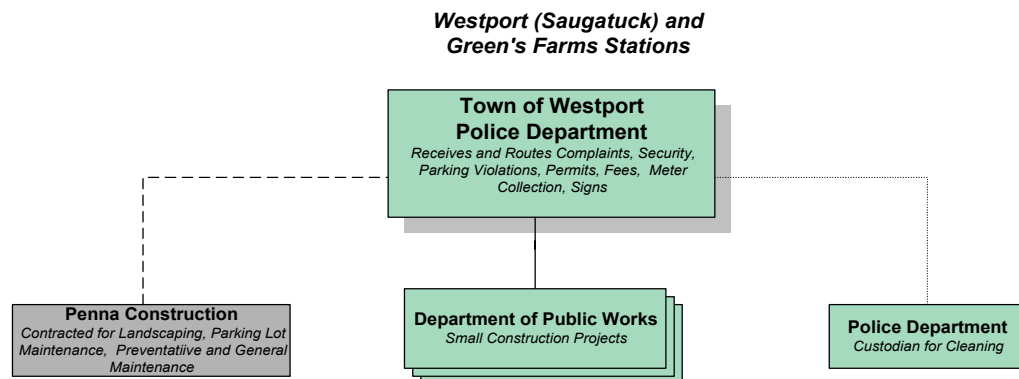 Westport (Saugatuck) and
Green's Farms Stations
Town of Westport
Police Department
Receives and Routes Complaints, Security,
Parking Violations, Permits, Fees, Meter
Collection, Signs
Penna Construction
Contracted for Landscaping, Parking Lot
Maintenance, Preventatiive and General
Maintenance
Department of Public Works
Small Construction Projects
Police Department
Custodian for Cleaning